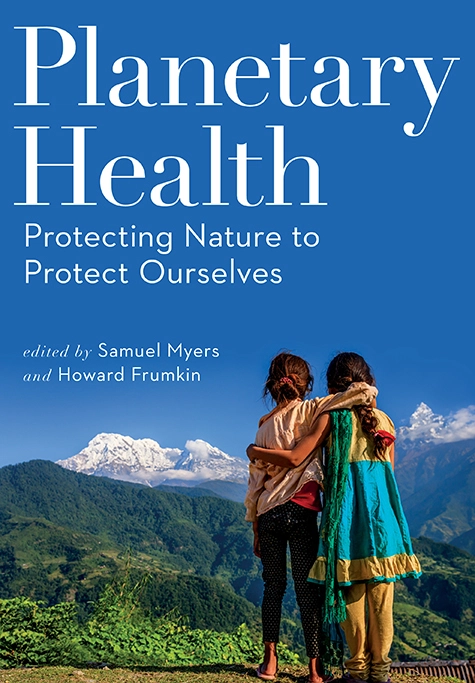 Planetary
Health
Protecting Nature to
Protect Ourselves
edited by Samuel Myers
and Howard Frumkin